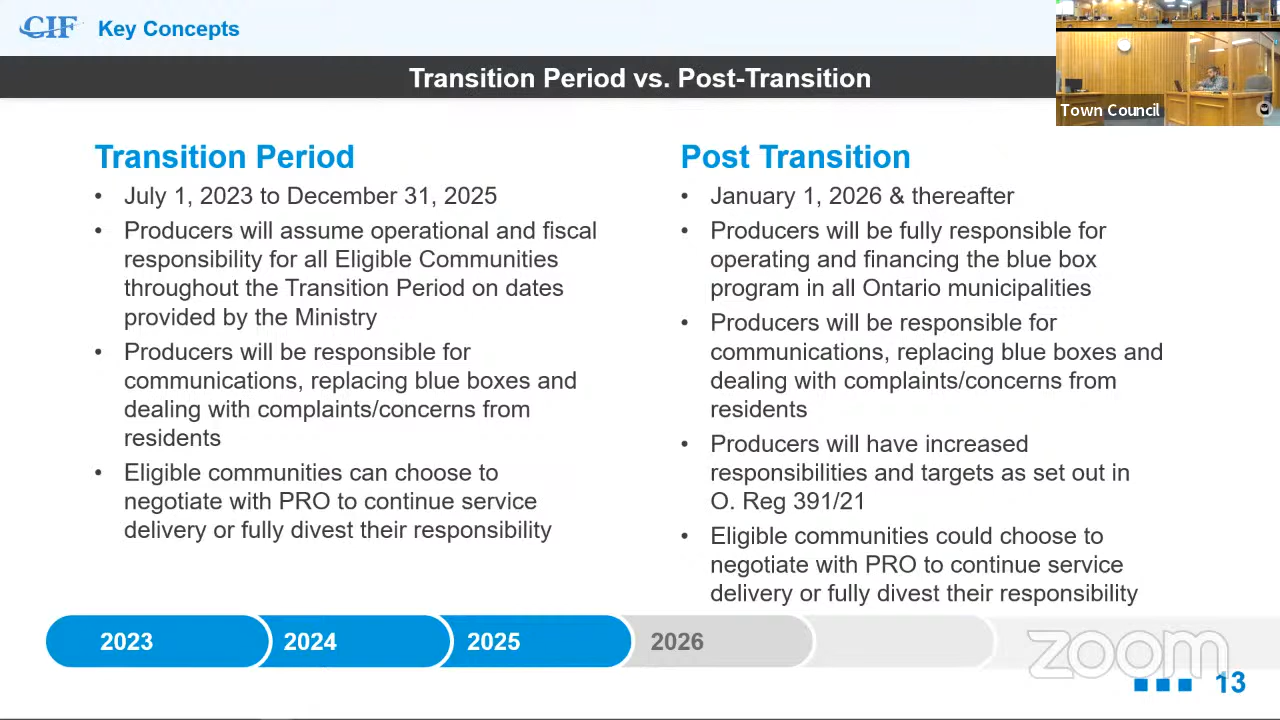 CIF
Key Concepts
Transition Period vs. Post-Transition
Town Council
Transition Period
• July 1, 2023 to December 31, 2025
• Producers will assume operational and fiscal
responsibility for all Eligible Communities
throughout the Transition Period on dates
provided by the Ministry
• Producers will be responsible for
communications, replacing blue boxes and
dealing with complaints/concerns from
residents
• Eligible communities can choose to
negotiate with PRO to continue service
delivery or fully divest their responsibility
Post Transition
• January 1, 2026 & thereafter
• Producers will be fully responsible for
operating and financing the blue box
program in all Ontario municipalities
• Producers will be responsible for
communications, replacing blue boxes and
dealing with complaints/concerns from
residents
• Producers will have increased
responsibilities and targets as set out in
O. Reg 391/21
• Eligible communities could choose to
negotiate with PRO to continue service
delivery or fully divest their responsibility
2023
2024
2025
2026
zoom
13